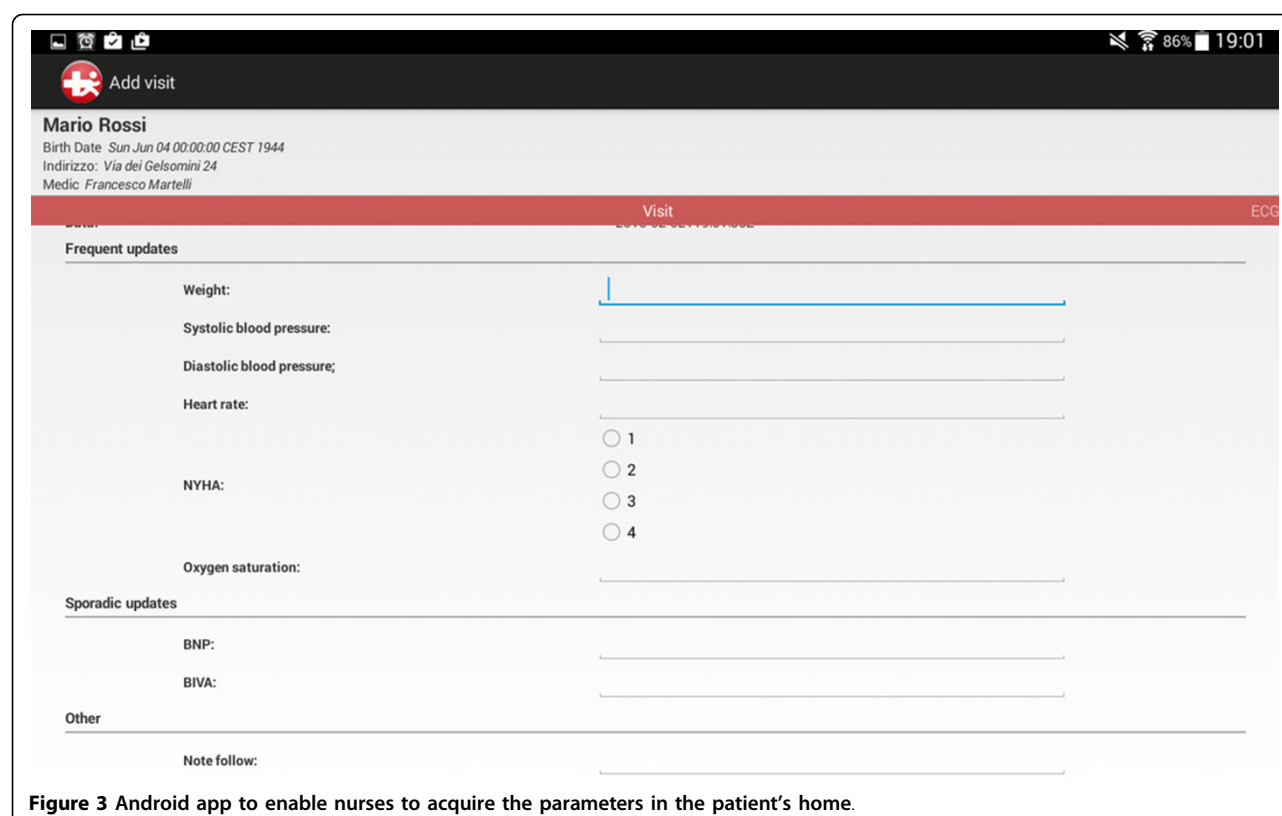 86% 19:01
Add visit
Mario Rossi
Birth Date Sun Jun 04 00:00:00 CEST 1944
Indirizzo: Via dei Gelsomini 24
Medic Francesco Martelli
Visit ECG
Frequent updates
Weight:
Systolic blood pressure:
Diastolic blood pressure;
Heart rate:
1
2
NYHA:
3
4
Oxygen saturation:
Sporadic updates
BNP:
BIVA:
Other
Note follow:
Figure 3 Android app to enable nurses to acquire the parameters in the patient's home.